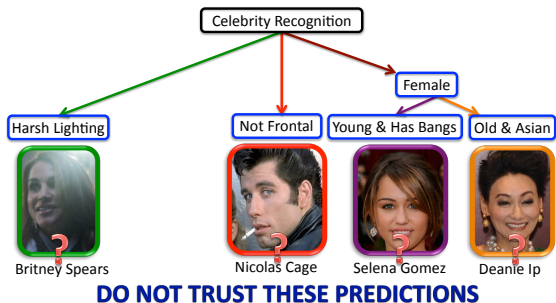 Celebrity Recognition
Female
Harsh Lighting
Not Frontal
Young & Has Bangs
Old & Asian
? ? ? ?
Britney Spears
Nicolas Cage
Selena Gomez
Deanie Ip
DO NOT TRUST THESE PREDICTIONS